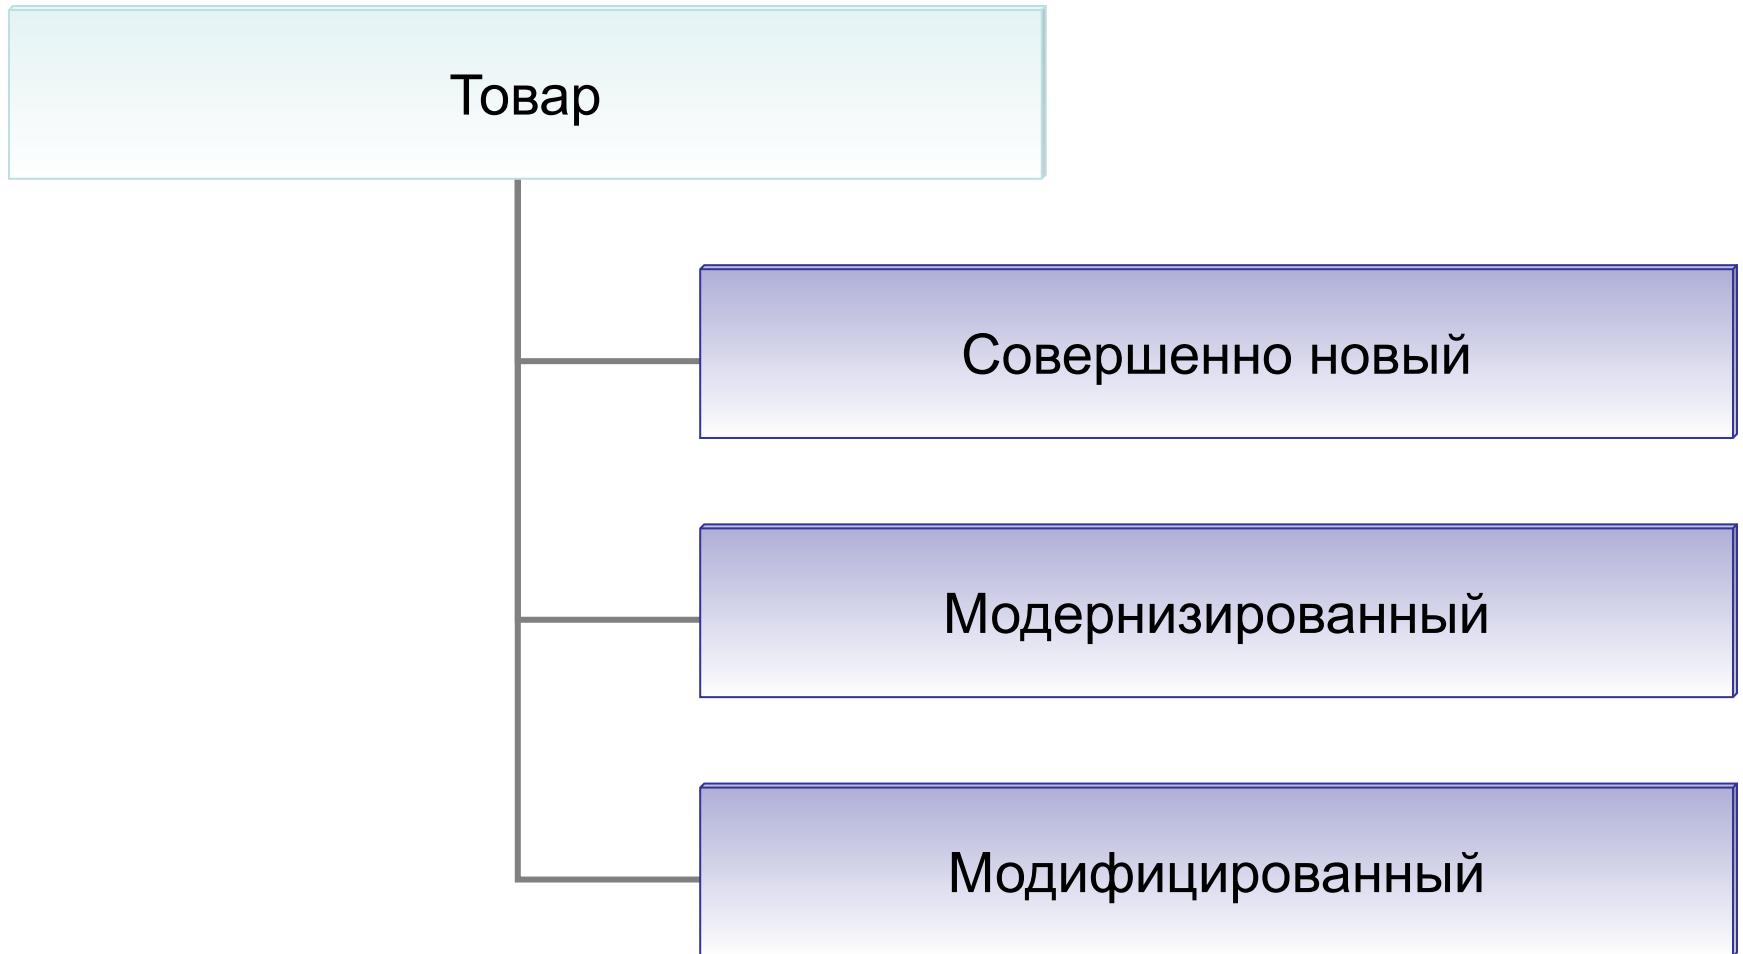 Товар
Совершенно новый
Модернизированный
Модифицированный